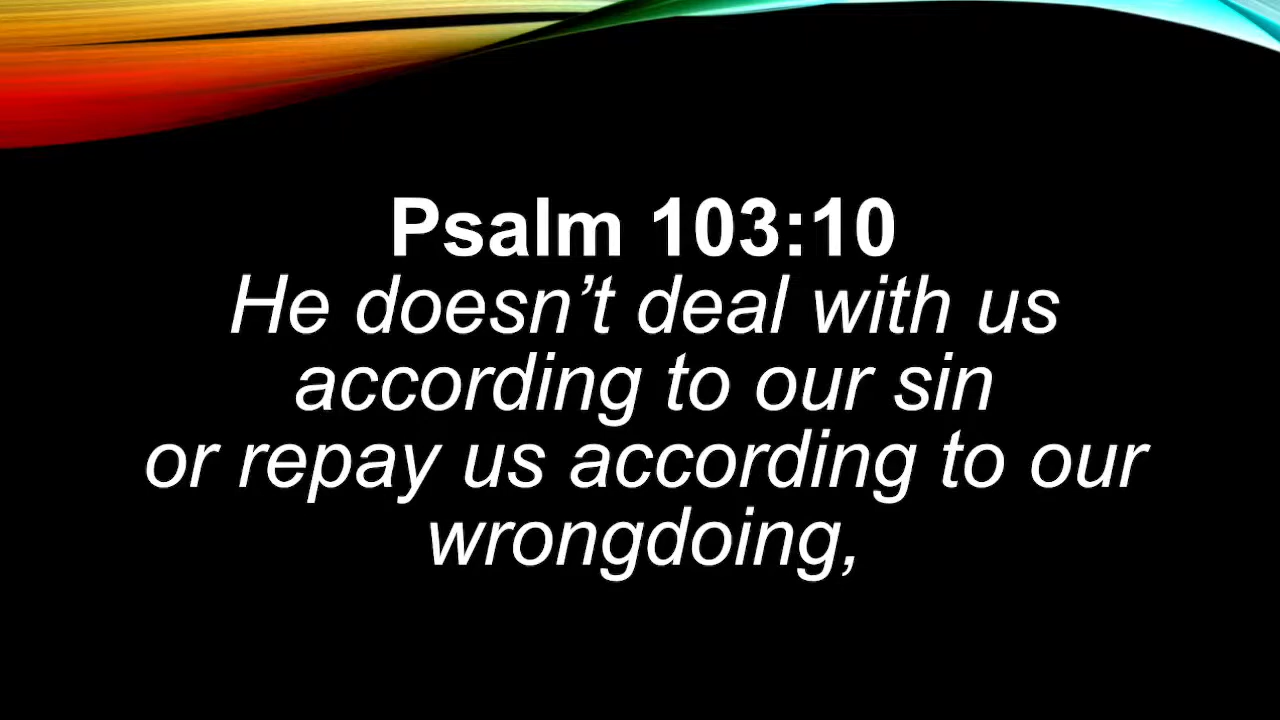 Psalm 103:10
He doesn’t deal with us
according to our sin
or repay us according to our
wrongdoing,